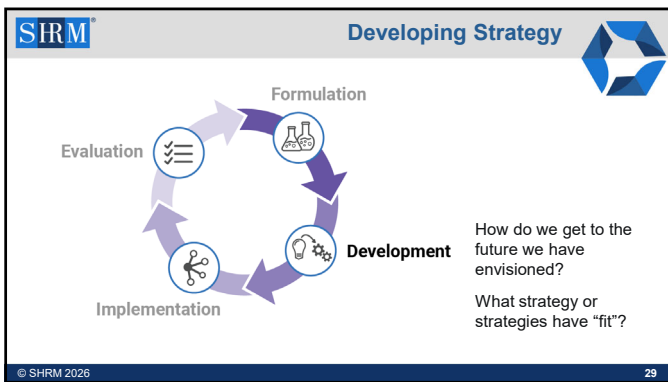 SHRM®
Developing Strategy
Formulation
Evaluation
Development
Implementation
How do we get to the
future we have
envisioned?
What strategy or
strategies have “fit”?
© SHRM 2026
29